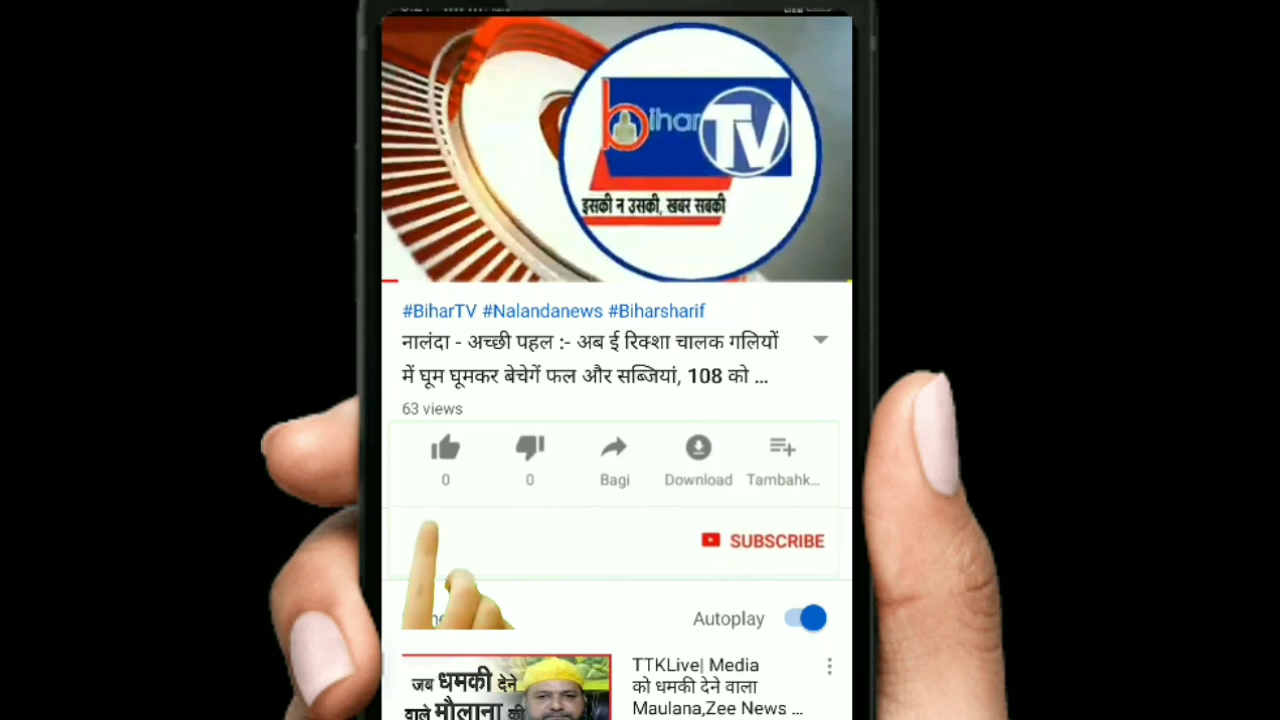 bihar TV
इसकी न उसकी, खबर सबकी
#BiharTV #Nalandanews #Biharsharif
नालंदा - अच्छी पहल :- अब ई रिक्शा चालक गलियों
में घूम घूमकर बेचेगें फल और सब्जियां, 108 को ...
63 views
0 0 Bagi Download Tambahk...
SUBSCRIBE
Autoplay
जब धमकी देने
वाले मौलाना की
TTKLive| Media
को धमकी देने वाला
Maulana,Zee News ...